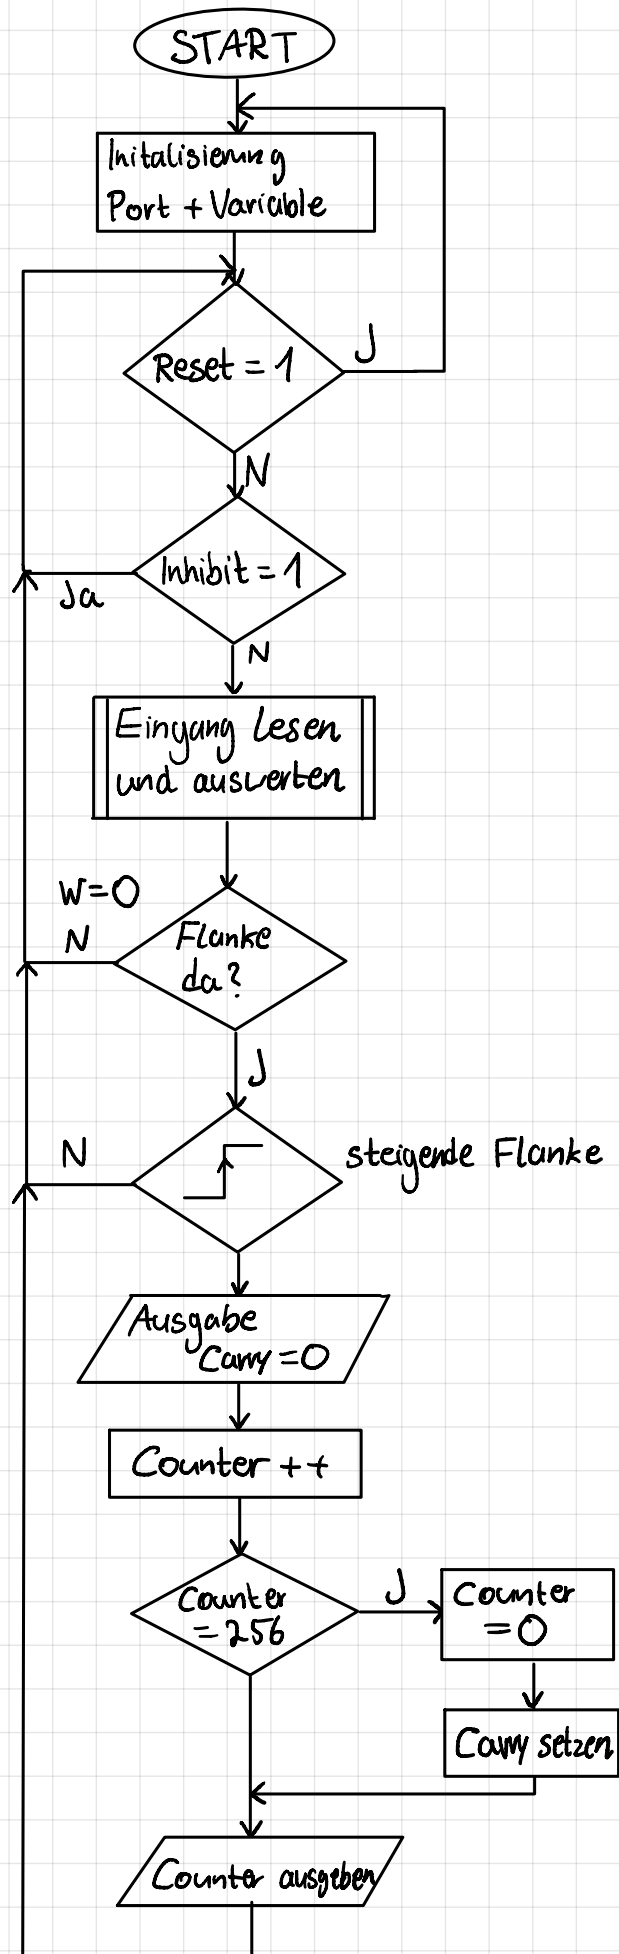 START
Initalisierung
Port + Variable
Reset = 1
J
N
Inhibit = 1
Ja
N
Eingang lesen
und auswerten
W=0
N
Flanke
da?
J
N
steigende Flanke
Ausgabe
Carry = 0
Counter ++
Counter
= 256
J
Counter
= 0
Carry setzen
Counter ausgeben